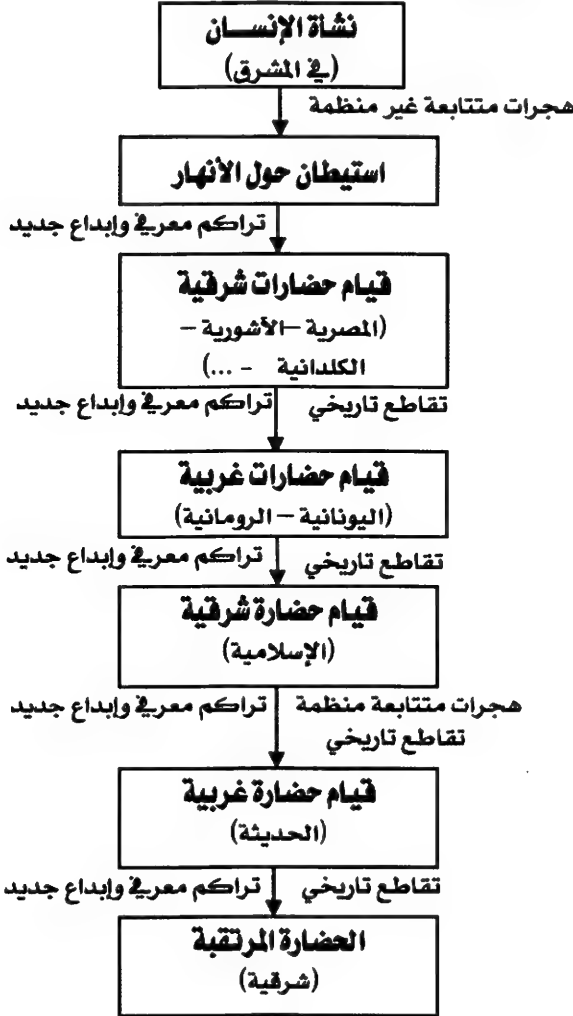 نشأة الإنســـان
(في المشرق)
هجرات متتابعة غير منظمة
استيطان حول الأنهار
تراكم معرفي وإبداع جديد
قيام حضارات شرقية
(المصرية –الآشورية –
الكلدانية - ...)
تقاطع تاريخي
تراكم معرفي وإبداع جديد
قيام حضارات غربية
(اليونانية – الرومانية)
تقاطع تاريخي
تراكم معرفي وإبداع جديد
قيام حضارة شرقية
(الإسلامية)
هجرات متتابعة منظمة
تراكم معرفي وإبداع جديد
تقاطع تاريخي
قيام حضارة غربية
(الحديثة)
تقاطع تاريخي
تراكم معرفي وإبداع جديد
الحضارة المرتقبة
(شرقية)